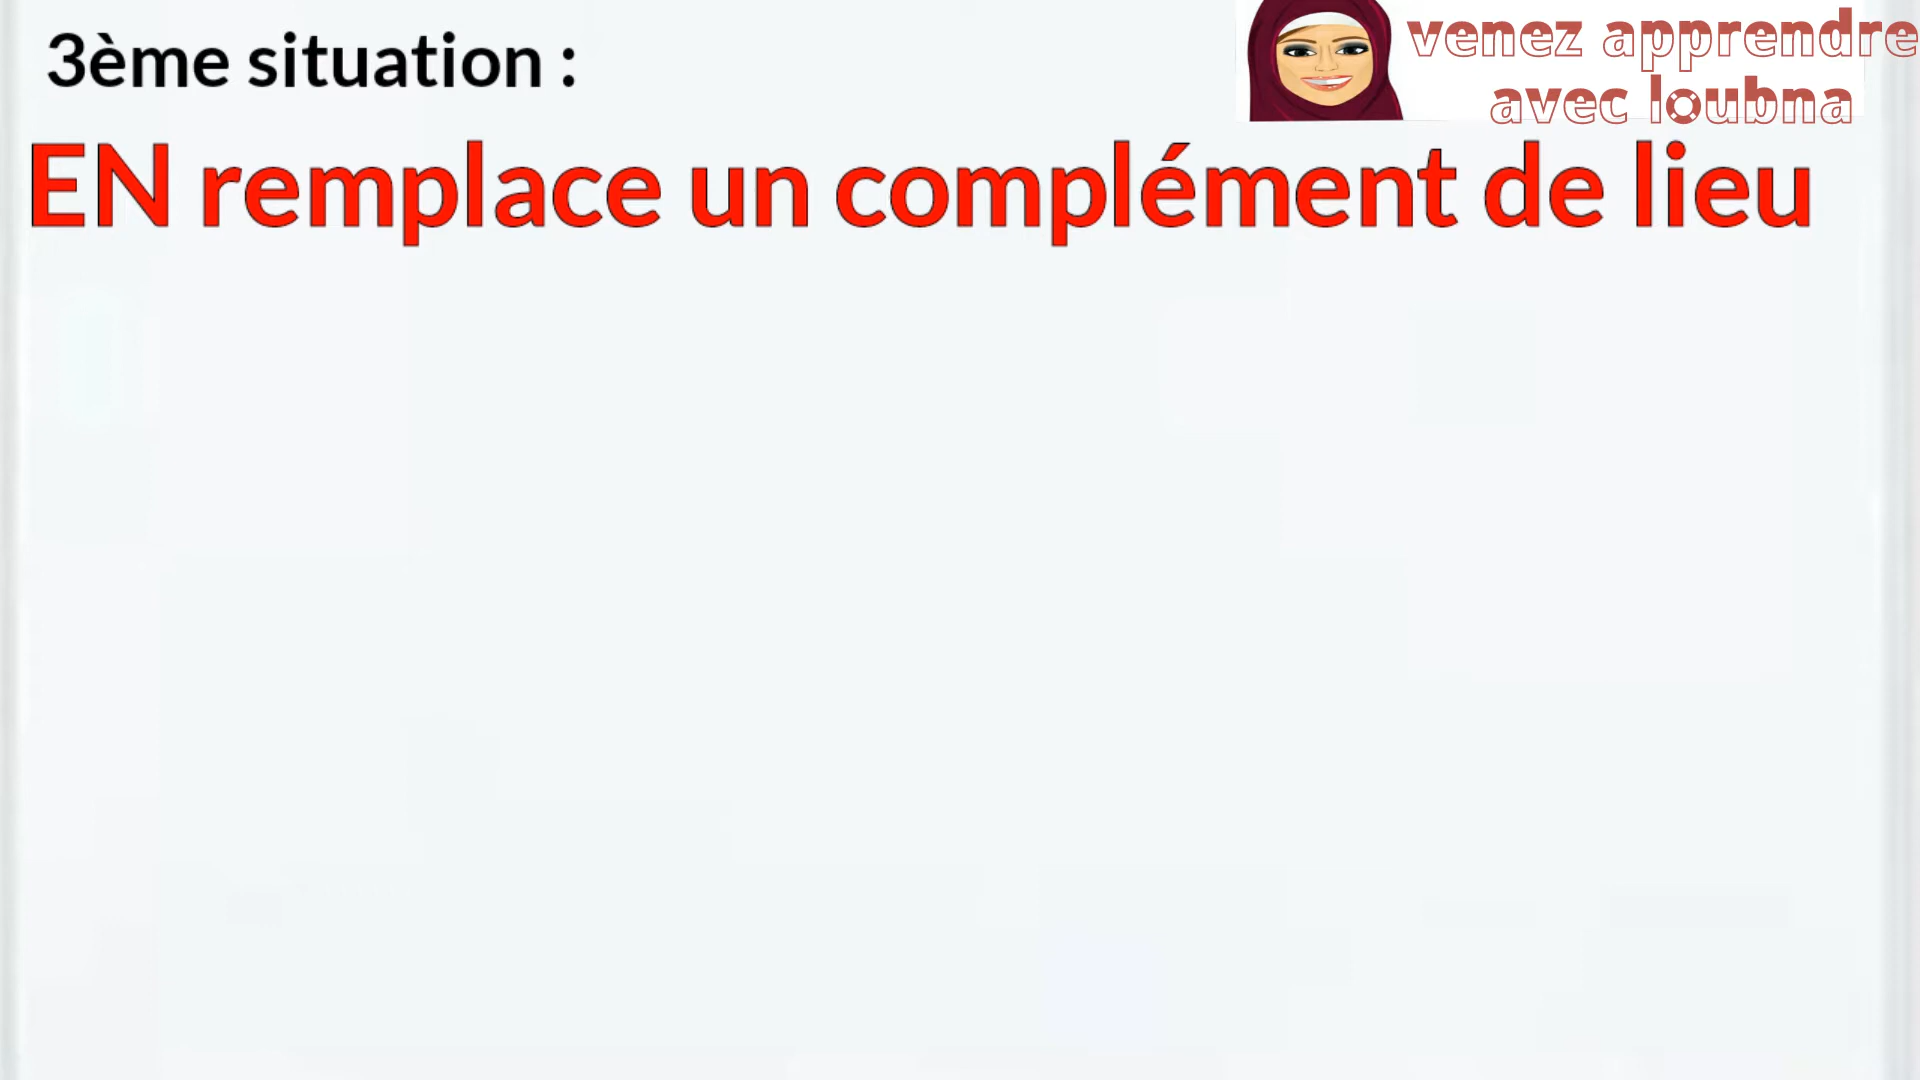 3ème situation :
venez apprendre
avec loubna
EN remplace un complément de lieu